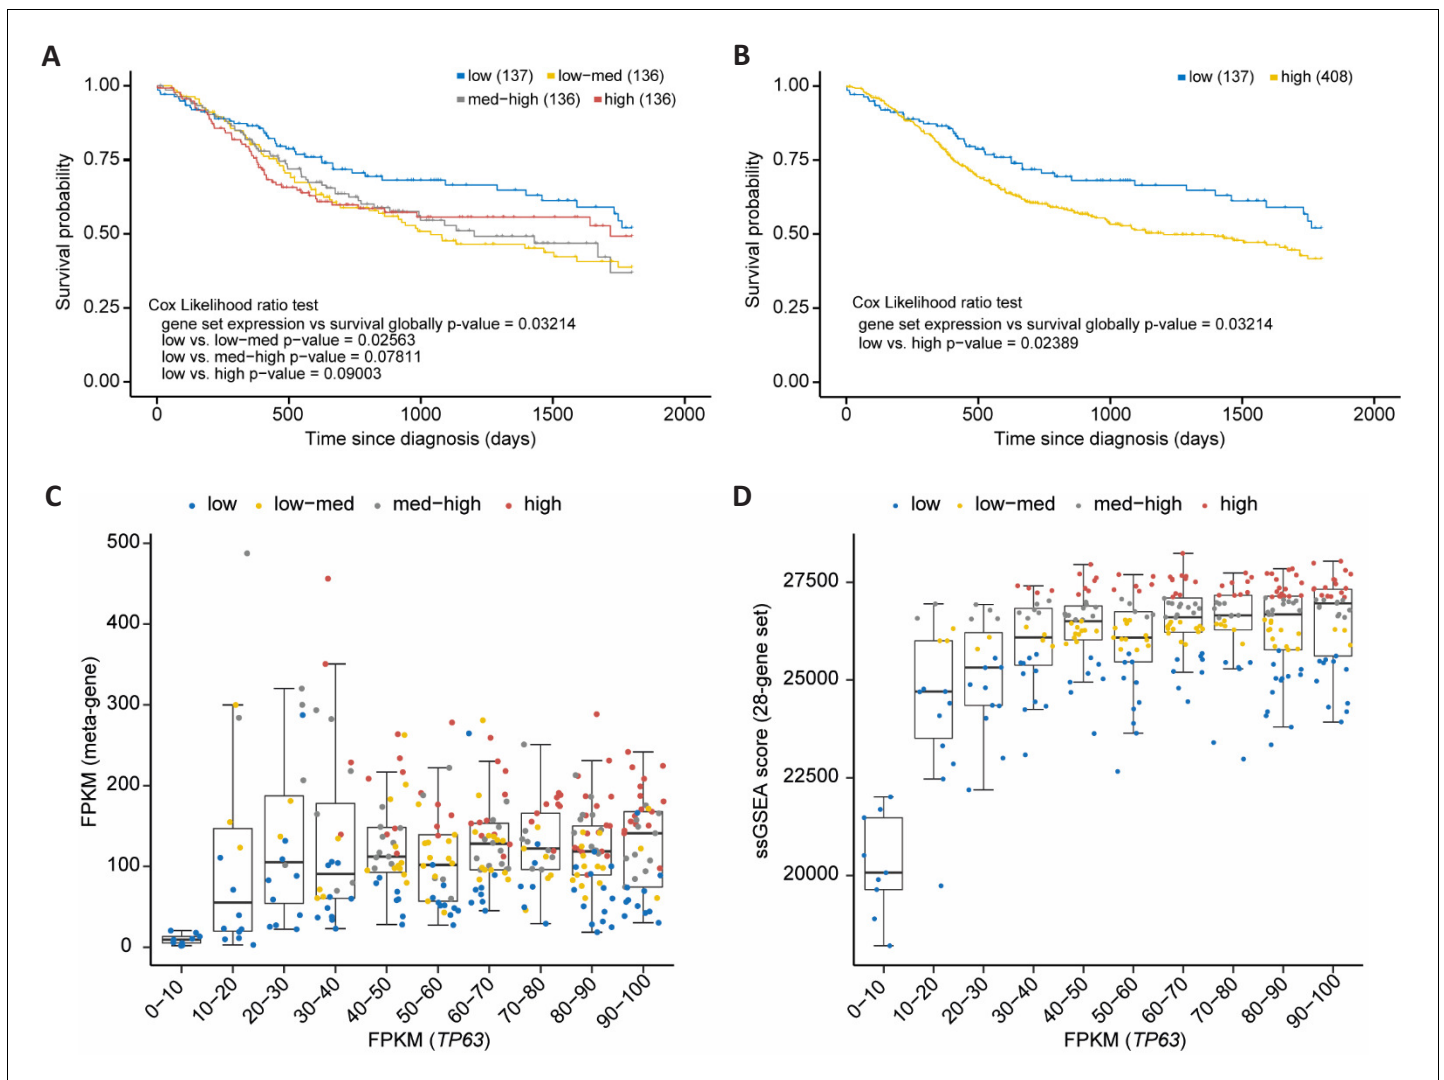 A
low (137) low−med (136)
med−high (136) high (136)
1.00
0.75
0.50
0.25
0.00
Survival probability
Cox Likelihood ratio test
gene set expression vs survival globally p-value = 0.03214
low vs. low-med p−value = 0.02563
low vs. med−high p−value = 0.07811
low vs. high p−value = 0.09003
0 500 1000 1500 2000
Time since diagnosis (days)
B
low (137) high (408)
1.00
0.75
0.50
0.25
0.00
Survival probability
Cox Likelihood ratio test
gene set expression vs survival globally p-value = 0.03214
low vs. high p−value = 0.02389
0 500 1000 1500 2000
Time since diagnosis (days)
C
low low−med med−high high
500
400
300
200
100
0
FPKM (meta−gene)
0−10 10−20 20−30 30−40 40−50 50−60 60−70 70−80 80−90 90−100
FPKM (TP63)
D
low low−med med−high high
27500
25000
22500
20000
ssGSEA score (28−gene set)
0−10 10−20 20−30 30−40 40−50 50−60 60−70 70−80 80−90 90−100
FPKM (TP63)